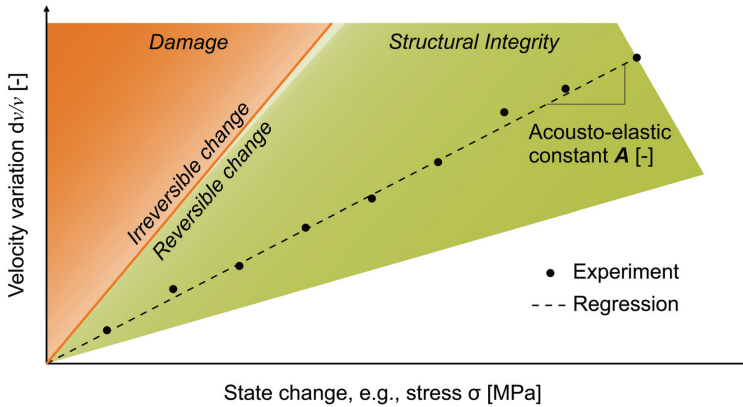 Damage
Structural Integrity
Irreversible change
Reversible change
Acousto-elastic
constant A [-]
Velocity variation dv/v [-]
Experiment
Regression
State change, e.g., stress σ [MPa]